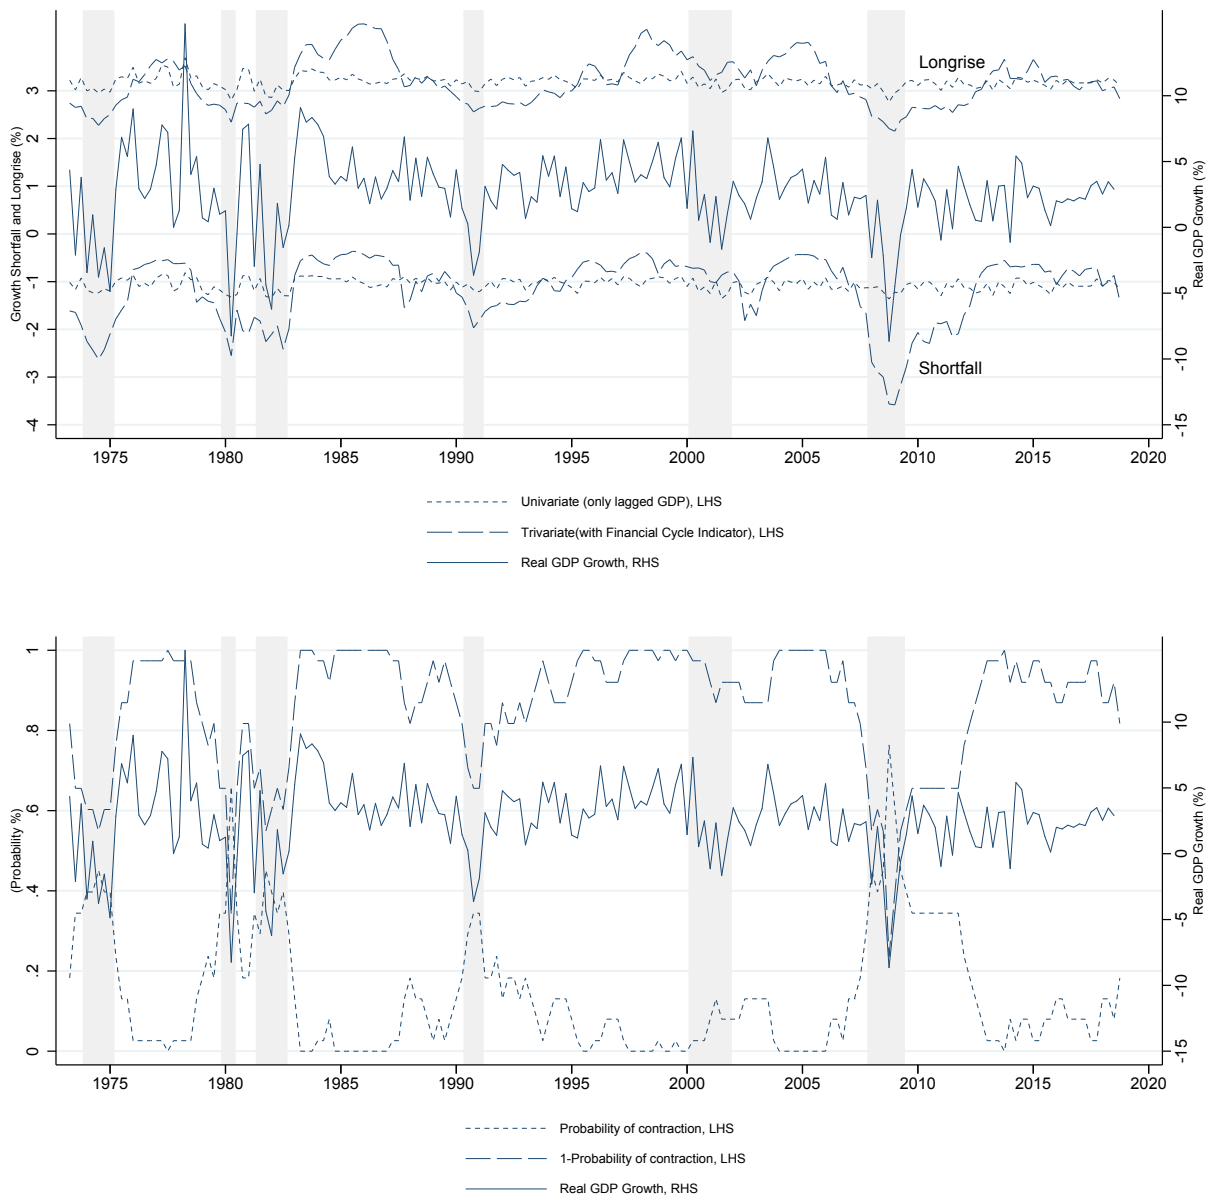 Growth Shortfall and Longrise (%)
3
2
1
0
-1
-2
-3
-4
Longrise
Shortfall
10
5
0
-5
-10
-15
Real GDP Growth (%)
1975 1980 1985 1990 1995 2000 2005 2010 2015 2020
Univariate (only lagged GDP), LHS
Trivariate(with Financial Cycle Indicator), LHS
Real GDP Growth, RHS
(Probability %)
1
.8
.6
.4
.2
0
10
5
0
-5
-10
-15
Real GDP Growth (%)
1975 1980 1985 1990 1995 2000 2005 2010 2015 2020
Probability of contraction, LHS
1-Probability of contraction, LHS
Real GDP Growth, RHS